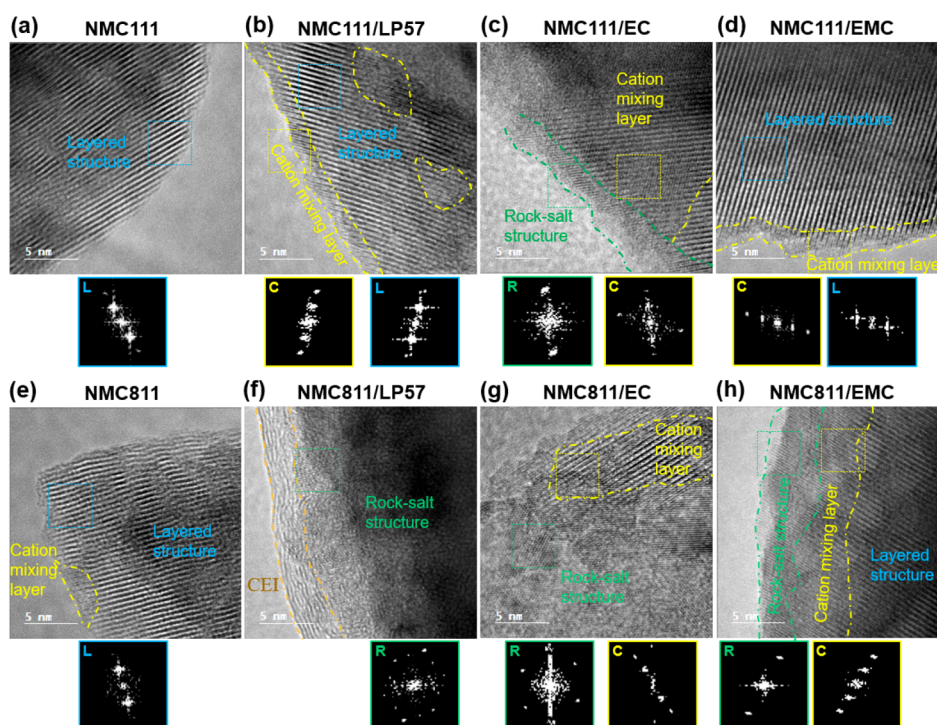 (a) NMC111
(b) NMC111/LP57
(c) NMC111/EC
(d) NMC111/EMC
Layered
structure
5 nm
Layered
structure
Cation mixing layer
5 nm
Cation
mixing
layer
Rock-salt
structure
5 nm
Layered structure
5 nm
Cation mixing layer
L
C
L
R
C
C
L
(e) NMC811
(f) NMC811/LP57
(g) NMC811/EC
(h) NMC811/EMC
Layered
structure
Cation
mixing
layer
5 nm
Rock-salt
structure
CEI
5 nm
Cation
mixing
layer
Rock-salt
structure
5 nm
Rock-salt structure
Cation mixing layer
Layered
structure
5 nm
L
R
R
C
R
C